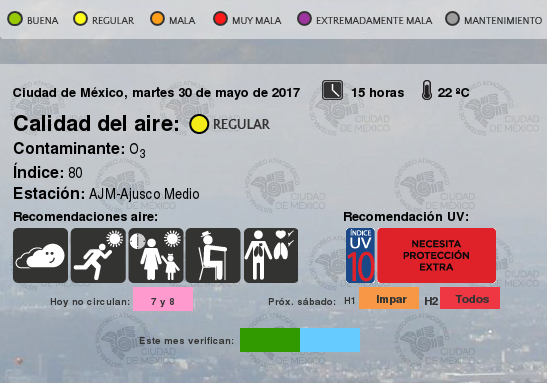 BUENA REGULAR MALA MUY MALA EXTREMADAMENTE MALA MANTENIMIENTO
Ciudad de México, martes 30 de mayo de 2017 15 horas 22 ºC
Calidad del aire: REGULAR
Contaminante: O3
Índice: 80
Estación: AJM-Ajusco Medio
Recomendaciones aire: Recomendación UV:
ÍNDICE
UV
10
NECESITA
PROTECCIÓN
EXTRA
Hoy no circulan: 7 y 8 Próx. sábado: H1 Impar H2 Todos
Este mes verifican:
CIUDAD
DE MÉXICO